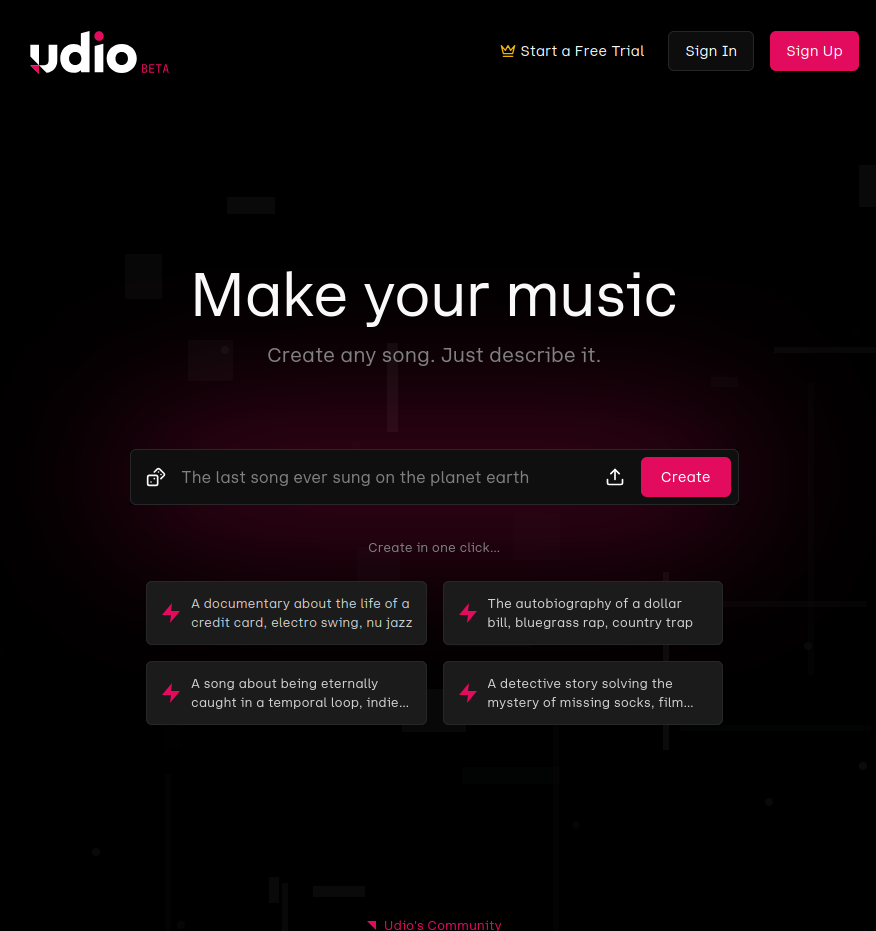 udio BETA
Start a Free Trial
Sign In
Sign Up
Make your music
Create any song. Just describe it.
The last song ever sung on the planet earth
Create
Create in one click...
A documentary about the life of a
credit card, electro swing, nu jazz
The autobiography of a dollar
bill, bluegrass rap, country trap
A song about being eternally
caught in a temporal loop, indie...
A detective story solving the
mystery of missing socks, film...
Udio's Community